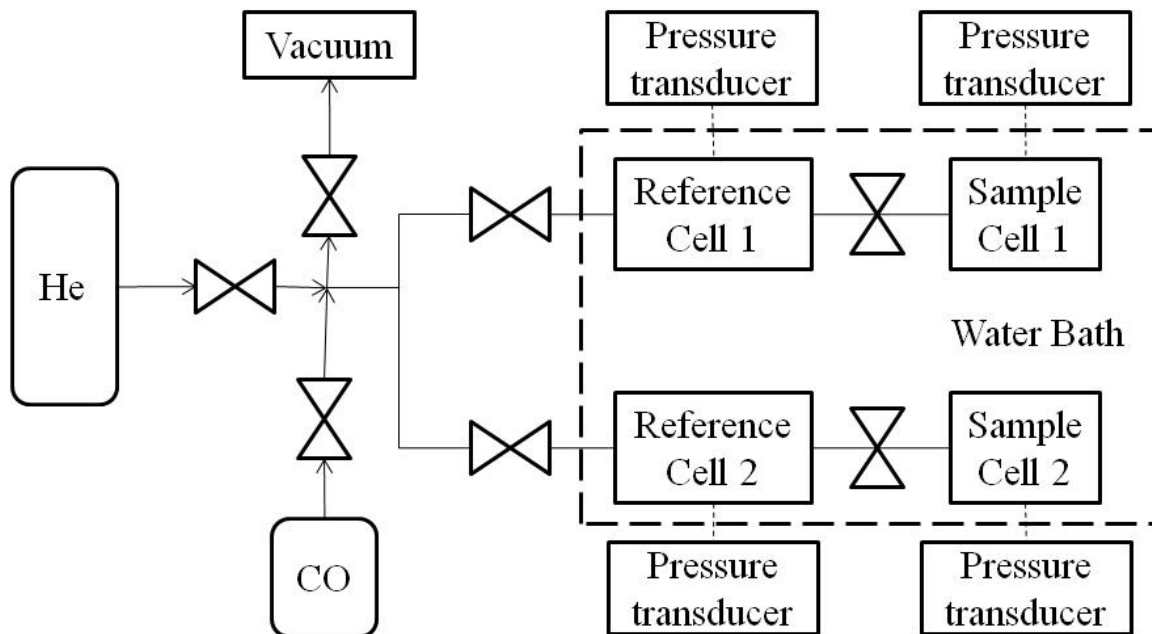 Vacuum
Pressure
transducer
Pressure
transducer
Reference
Cell 1
Sample
Cell 1
He
Water Bath
Reference
Cell 2
Sample
Cell 2
CO
Pressure
transducer
Pressure
transducer